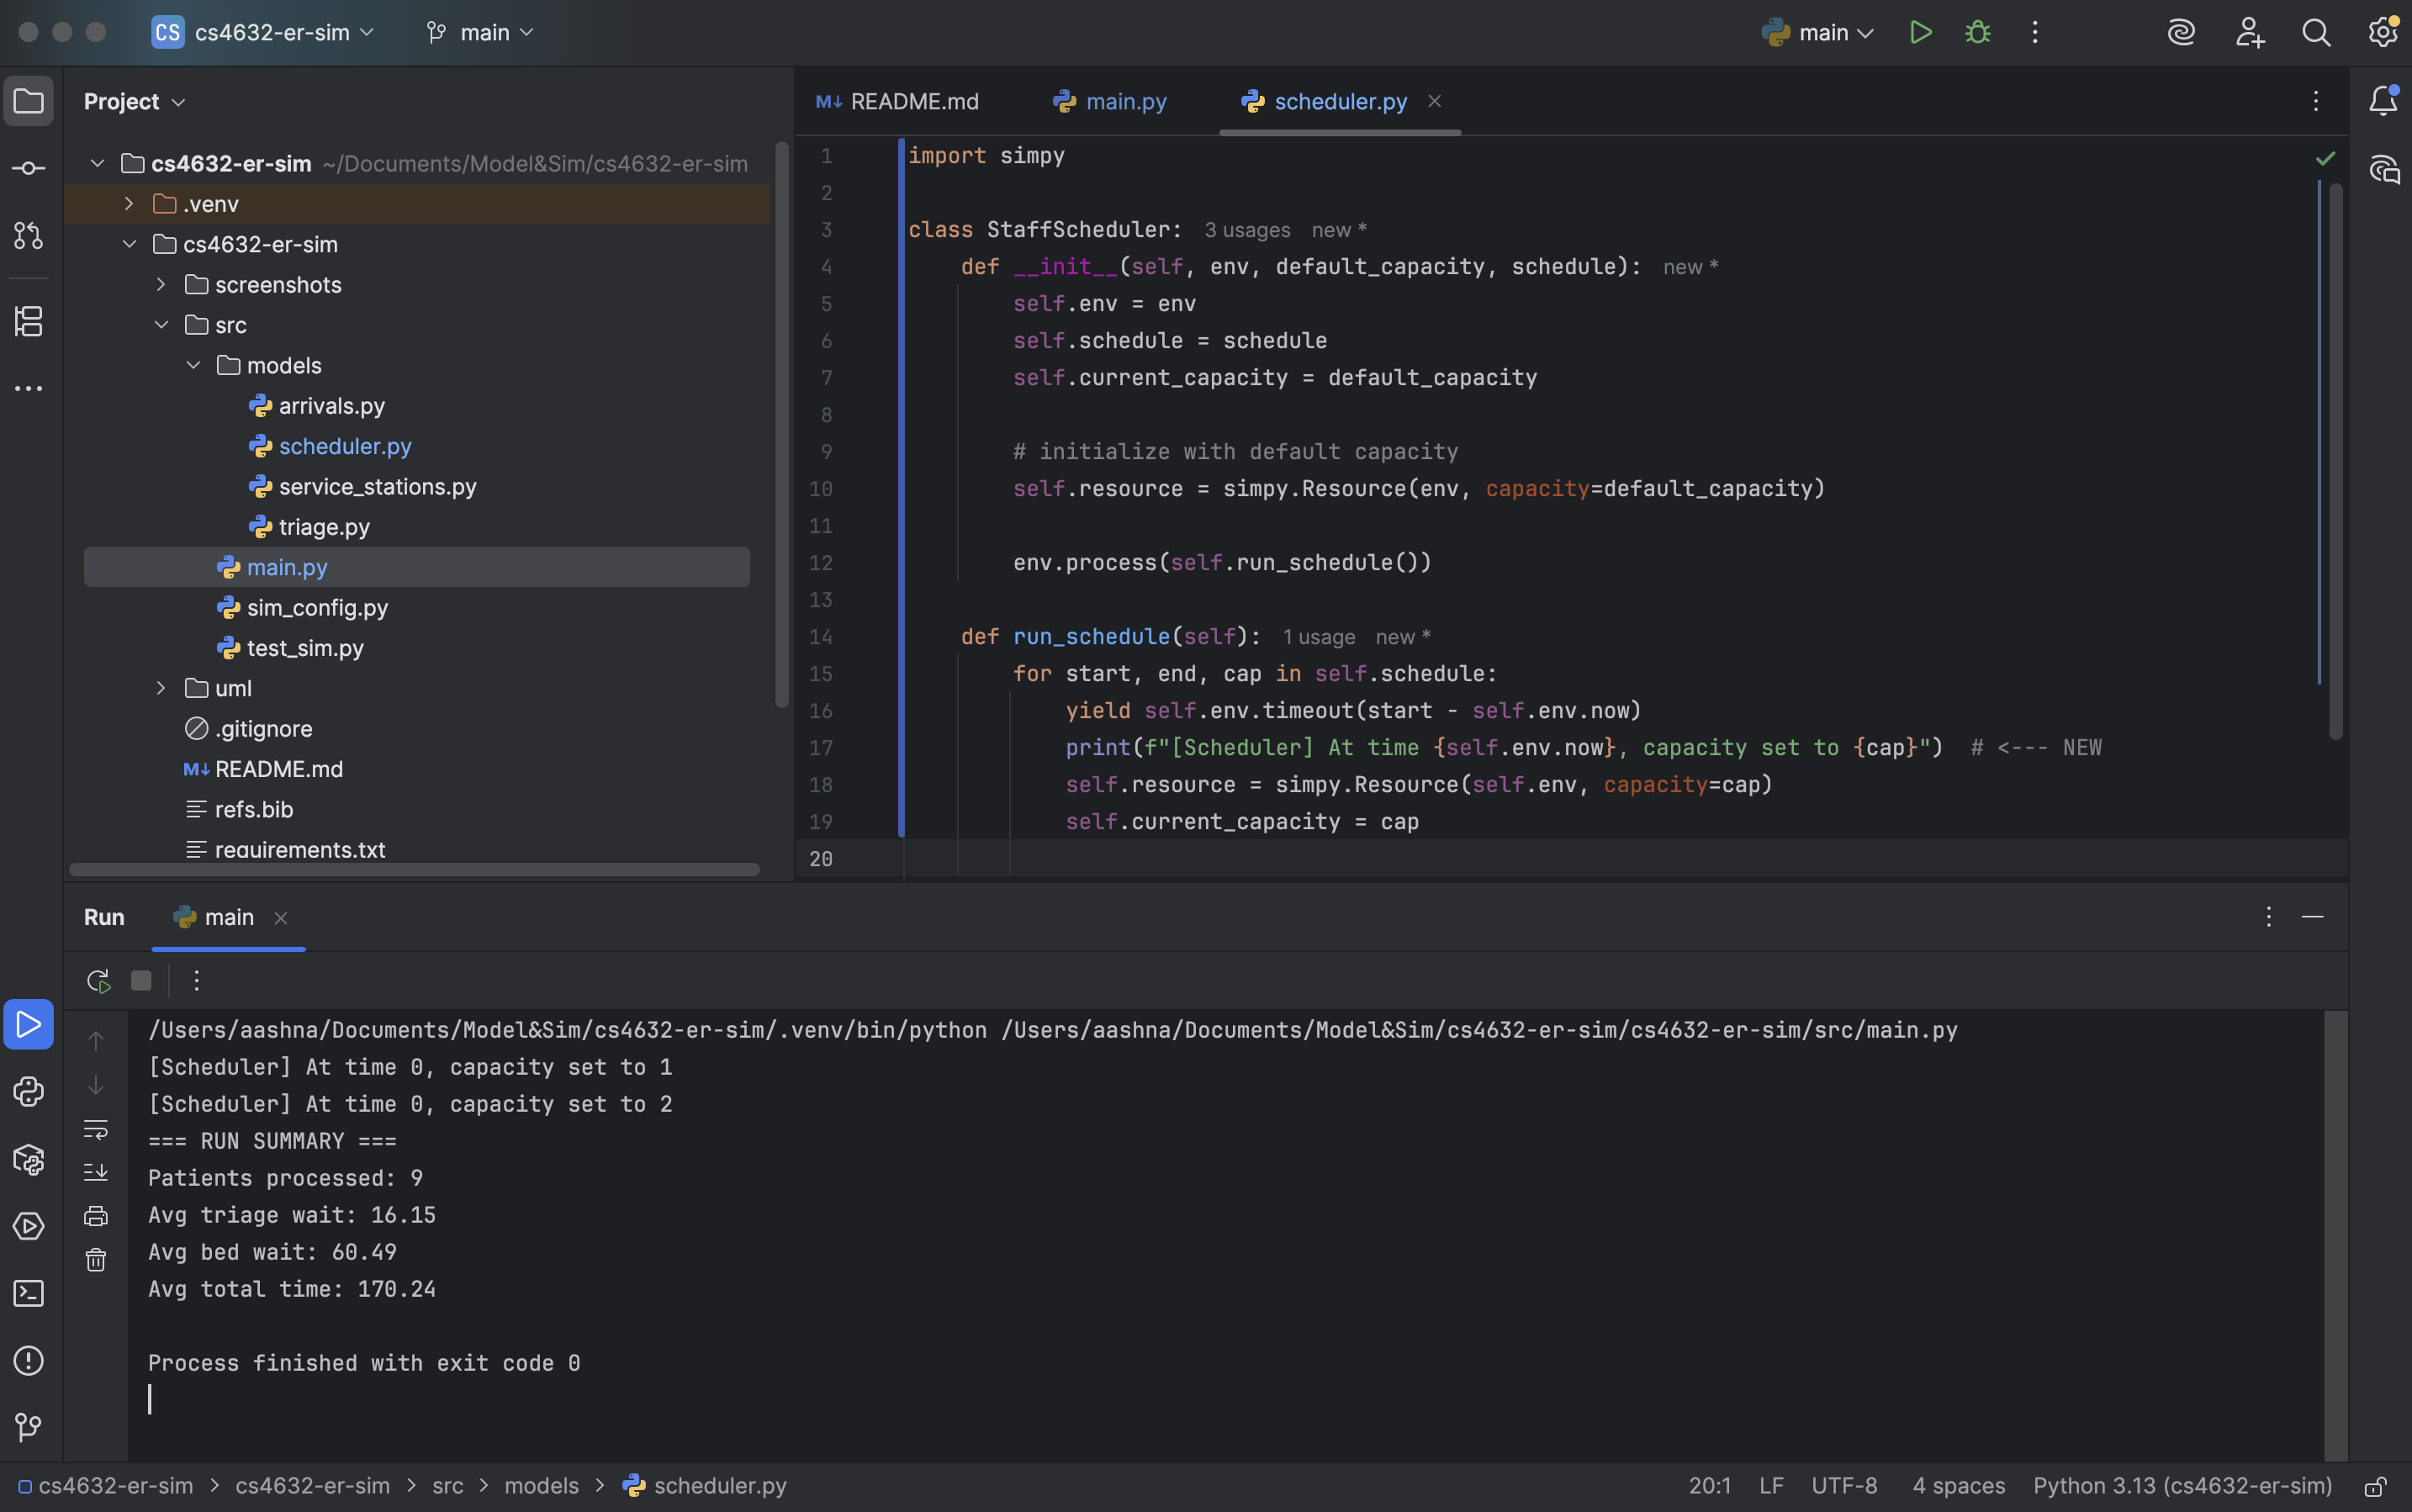 CS cs4632-er-sim main main
Project
cs4632-er-sim ~/Documents/Model&Sim/cs4632-er-sim
.venv
cs4632-er-sim
screenshots
src
models
arrivals.py
scheduler.py
service_stations.py
triage.py
main.py
sim_config.py
test_sim.py
uml
.gitignore
M↓ README.md
refs.bib
requirements.txt
M↓ README.md main.py scheduler.py
1 import simpy
2
3 class StaffScheduler: 3 usages new *
4 def __init__(self, env, default_capacity, schedule): new *
5 self.env = env
6 self.schedule = schedule
7 self.current_capacity = default_capacity
8
9 # initialize with default capacity
10 self.resource = simpy.Resource(env, capacity=default_capacity)
11
12 env.process(self.run_schedule())
13
14 def run_schedule(self): 1 usage new *
15 for start, end, cap in self.schedule:
16 yield self.env.timeout(start - self.env.now)
17 print(f"[Scheduler] At time {self.env.now}, capacity set to {cap}") # <--- NEW
18 self.resource = simpy.Resource(self.env, capacity=cap)
19 self.current_capacity = cap
20
Run main
/Users/aashna/Documents/Model&Sim/cs4632-er-sim/.venv/bin/python /Users/aashna/Documents/Model&Sim/cs4632-er-sim/cs4632-er-sim/src/main.py
[Scheduler] At time 0, capacity set to 1
[Scheduler] At time 0, capacity set to 2
=== RUN SUMMARY ===
Patients processed: 9
Avg triage wait: 16.15
Avg bed wait: 60.49
Avg total time: 170.24
Process finished with exit code 0
cs4632-er-sim > cs4632-er-sim > src > models > scheduler.py 20:1 LF UTF-8 4 spaces Python 3.13 (cs4632-er-sim)